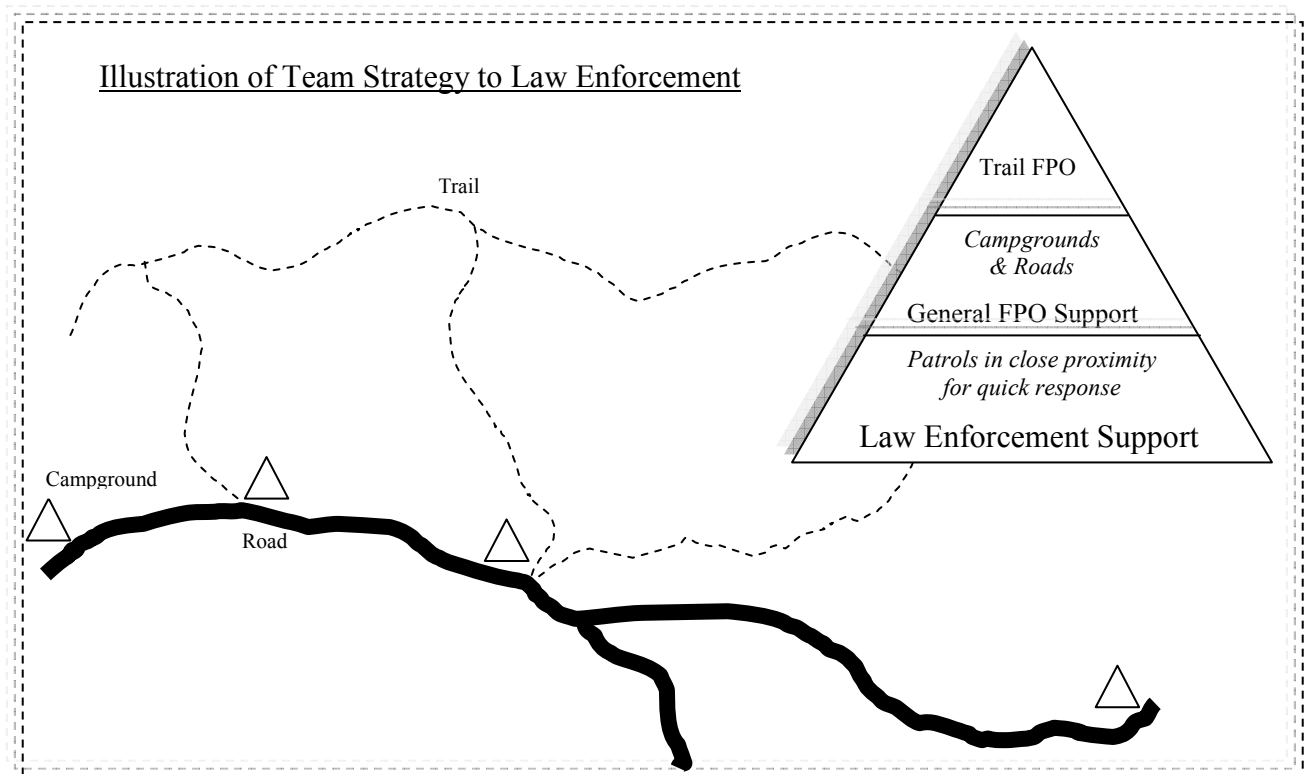 Illustration of Team Strategy to Law Enforcement
Trail
Trail FPO
Campgrounds
& Roads
General FPO Support
Patrols in close proximity
for quick response
Law Enforcement Support
Campground
Road